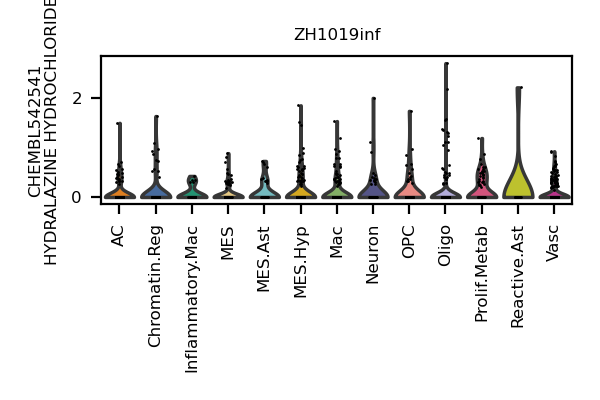 ZH1019inf
CHEMBL542541
HYDRALAZINE HYDROCHLORIDE
2
0
AC
Chromatin.Reg
Inflammatory.Mac
MES
MES.Ast
MES.Hyp
Mac
Neuron
OPC
Oligo
Prolif.Metab
Reactive.Ast
Vasc